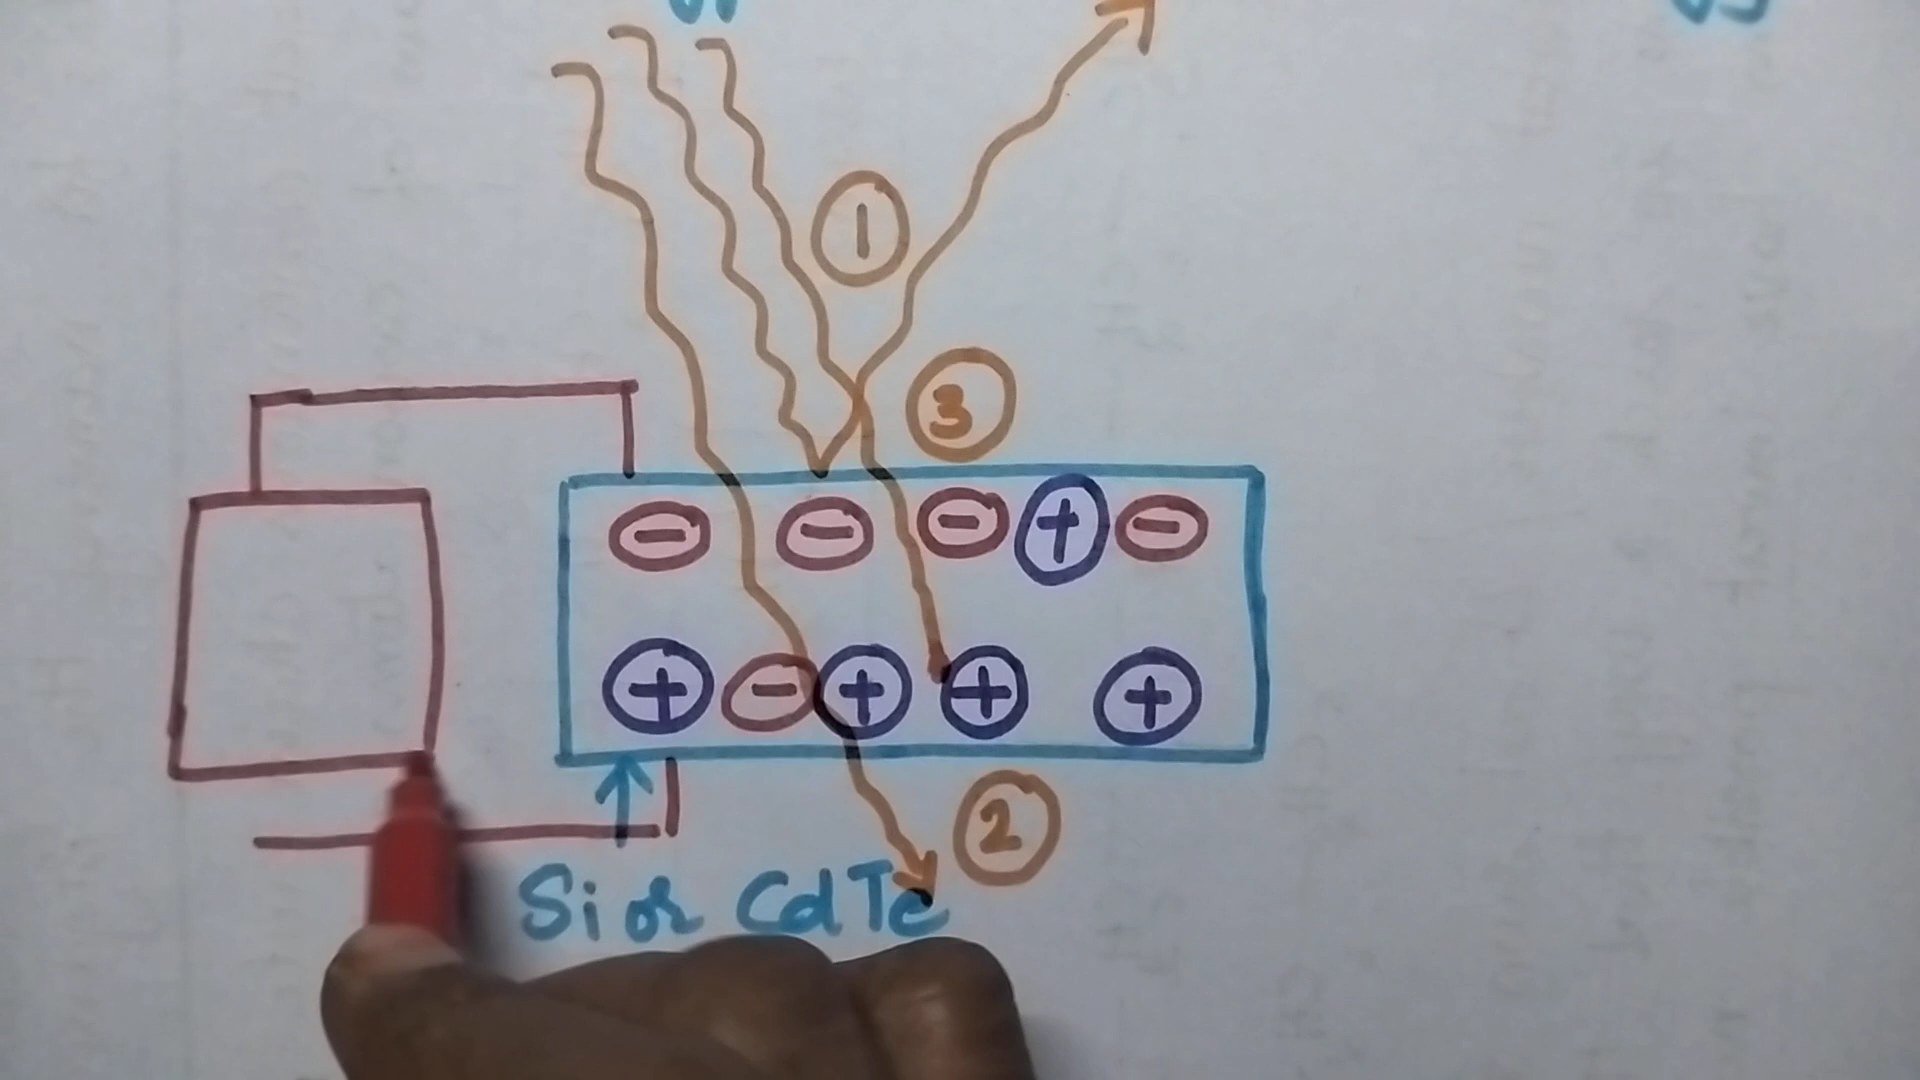 1
3
- - - + -
+ - + + +
2
Si or CdTe